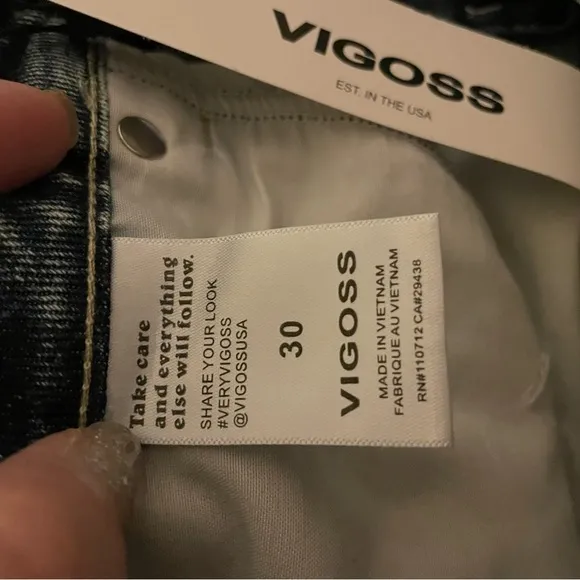 VIGOSS
EST. IN THE USA
Take care
and everything
else will follow.
SHARE YOUR LOOK
#VERYVIGOSS
@VIGOSSUSA
30
VIGOSS
MADE IN VIETNAM
FABRIQUE AU VIETNAM
RN#110712 CA#29438